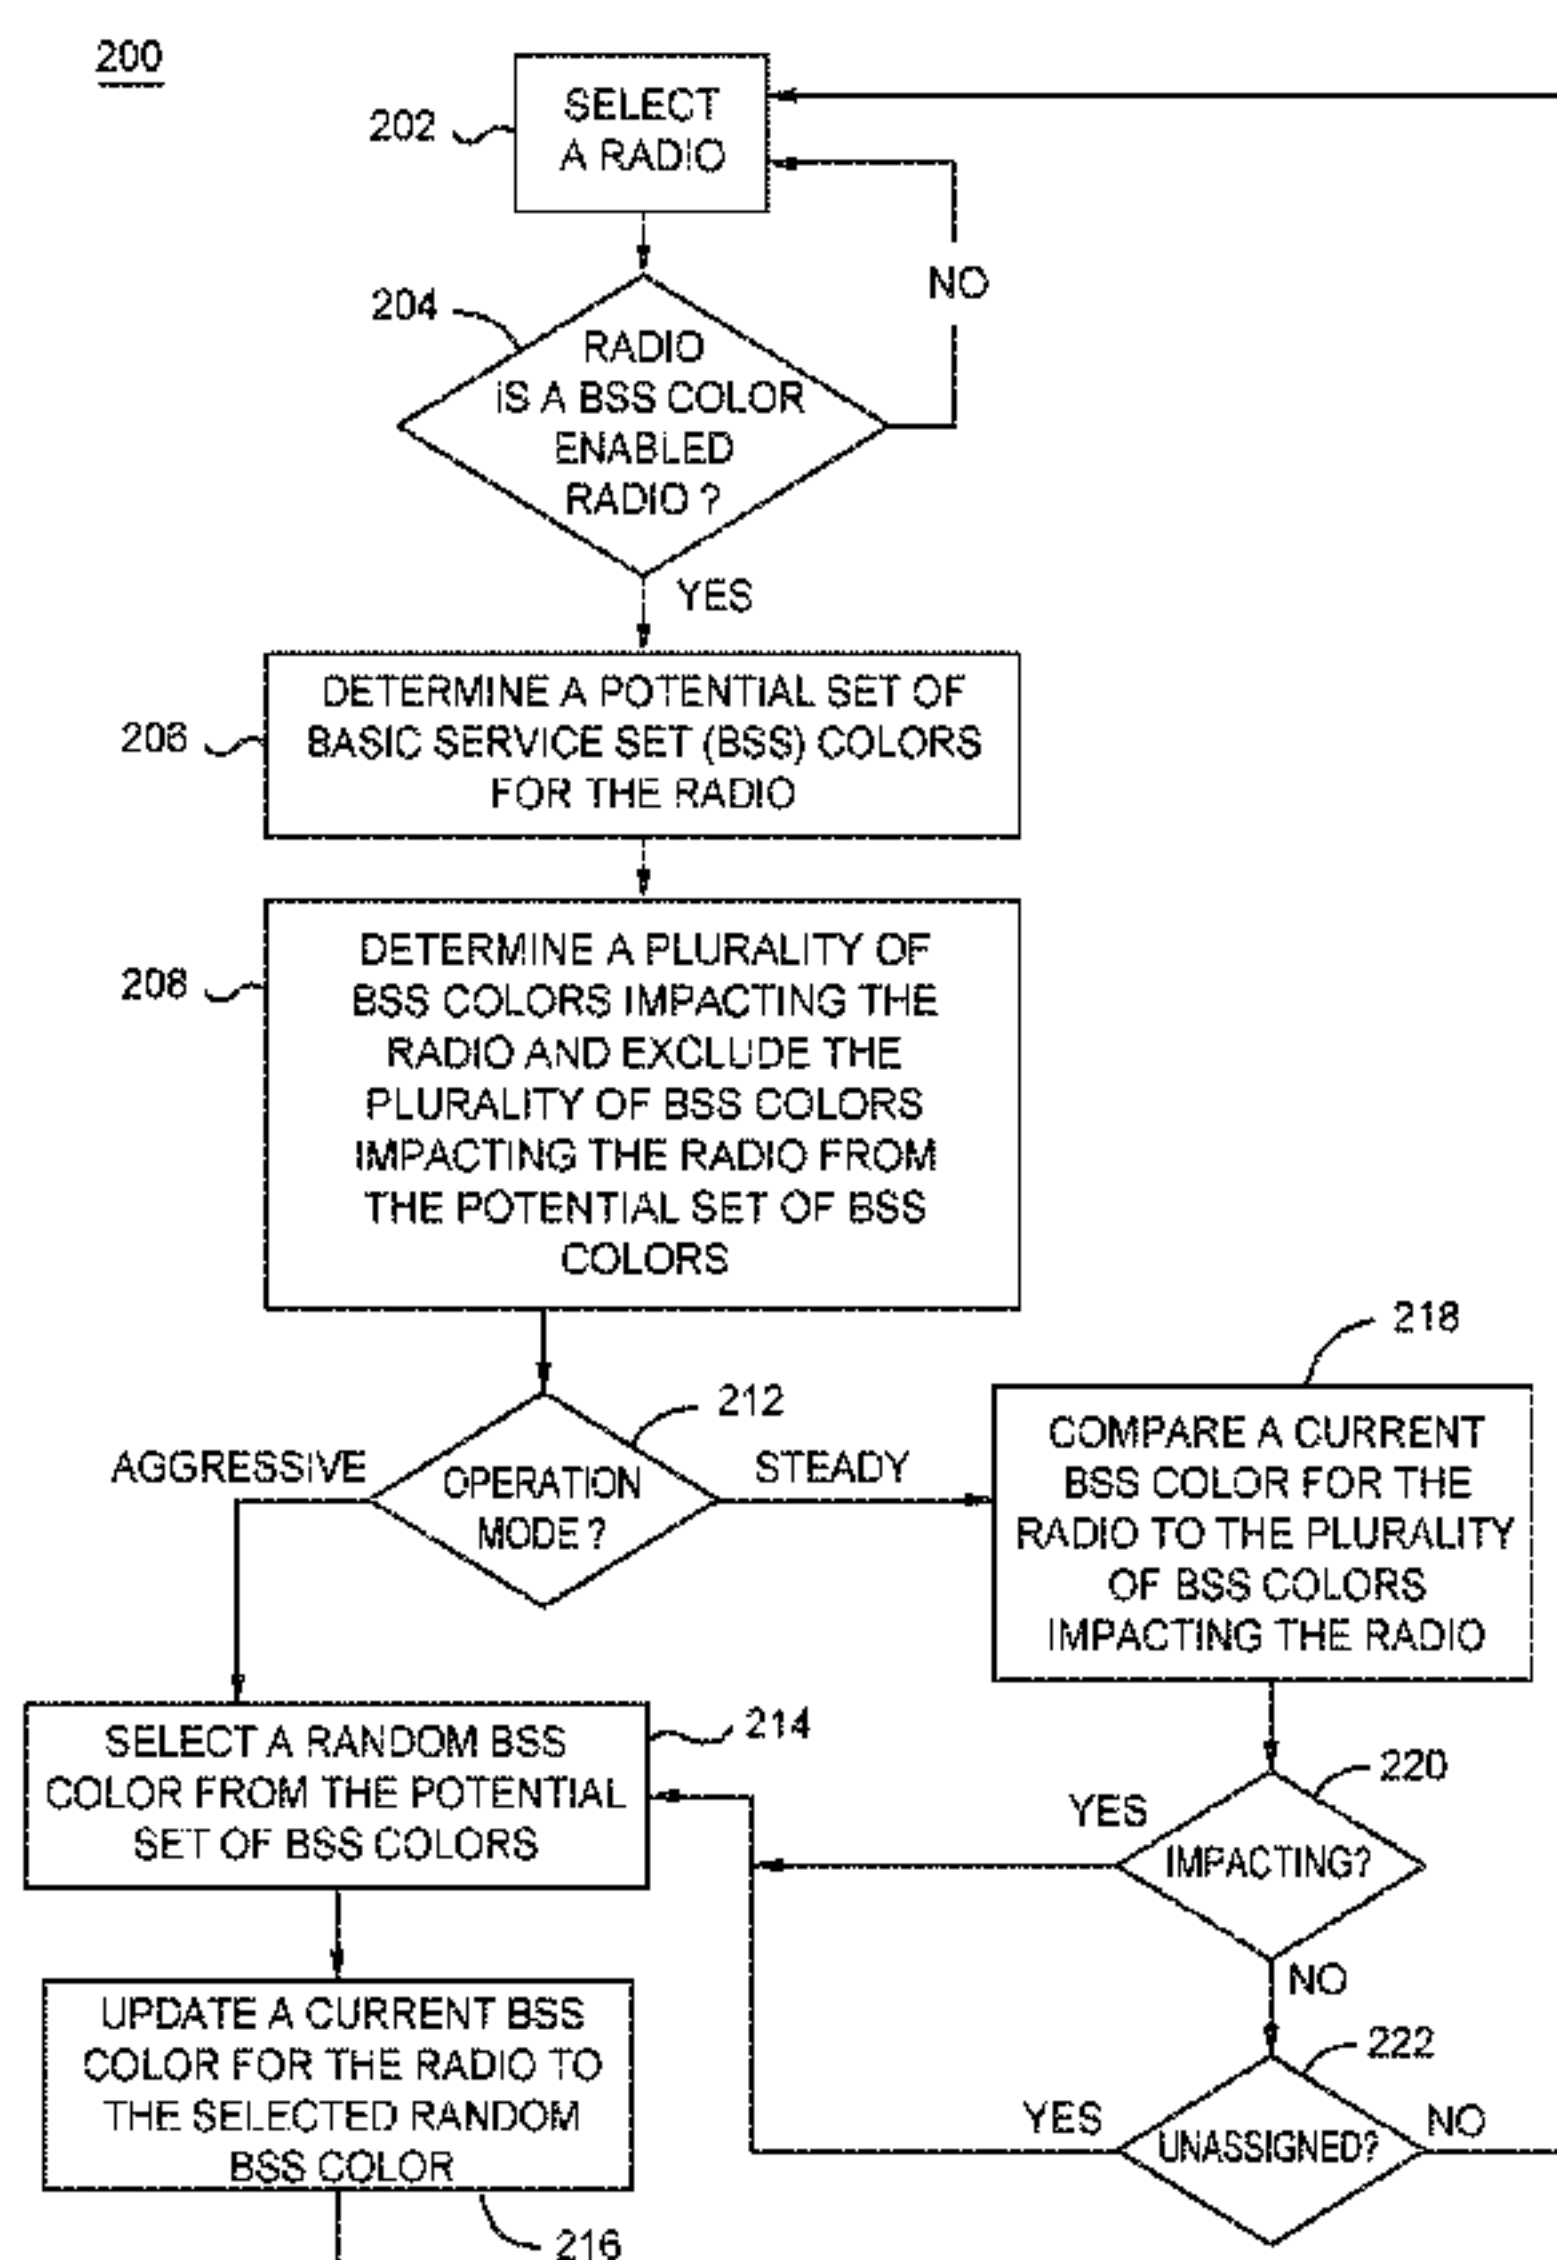 200
202
SELECT
A RADIO
NO
204
RADIO
IS A BSS COLOR
ENABLED
RADIO ?
YES
206
DETERMINE A POTENTIAL SET OF
BASIC SERVICE SET (BSS) COLORS
FOR THE RADIO
208
DETERMINE A PLURALITY OF
BSS COLORS IMPACTING THE
RADIO AND EXCLUDE THE
PLURALITY OF BSS COLORS
IMPACTING THE RADIO FROM
THE POTENTIAL SET OF BSS
COLORS
212
AGGRESSIVE
OPERATION
MODE ?
STEADY
218
COMPARE A CURRENT
BSS COLOR FOR THE
RADIO TO THE PLURALITY
OF BSS COLORS
IMPACTING THE RADIO
214
SELECT A RANDOM BSS
COLOR FROM THE POTENTIAL
SET OF BSS COLORS
220
YES
IMPACTING?
NO
UPDATE A CURRENT BSS
COLOR FOR THE RADIO TO
THE SELECTED RANDOM
BSS COLOR
216
222
YES
UNASSIGNED?
NO